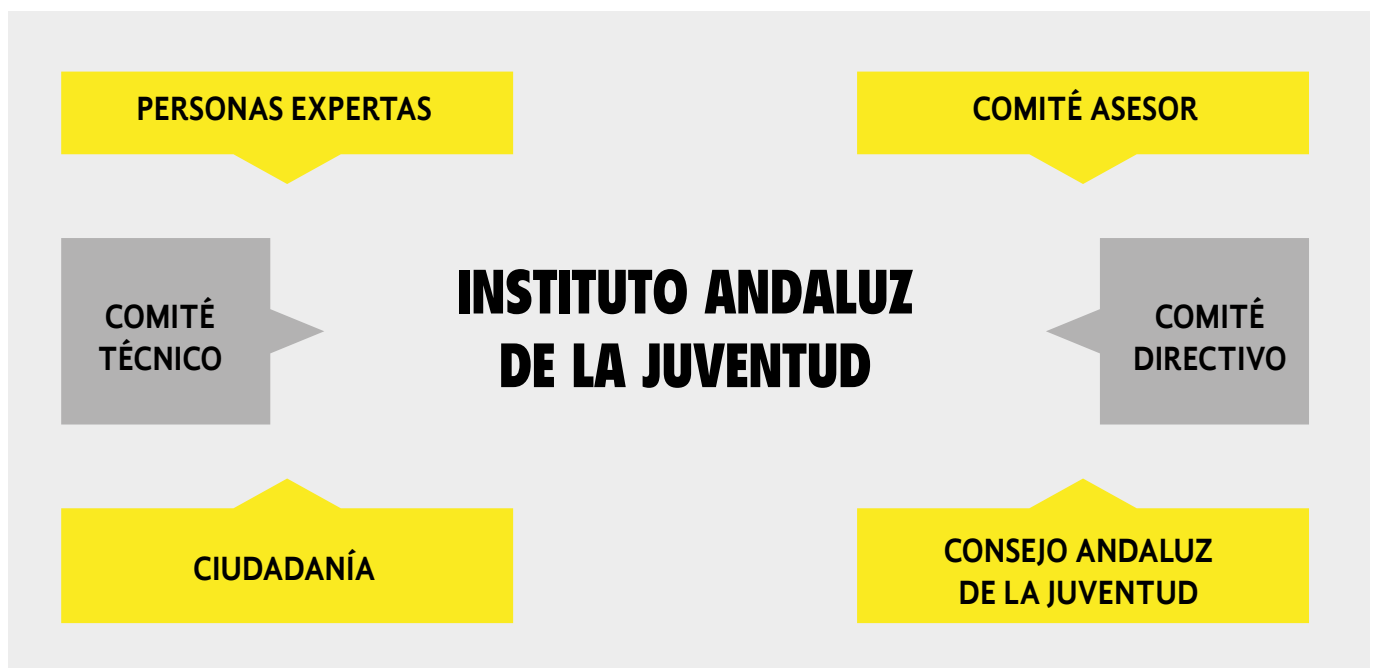 PERSONAS EXPERTAS
COMITÉ ASESOR
COMITÉ
TÉCNICO
INSTITUTO ANDALUZ
DE LA JUVENTUD
COMITÉ
DIRECTIVO
CIUDADANÍA
CONSEJO ANDALUZ
DE LA JUVENTUD